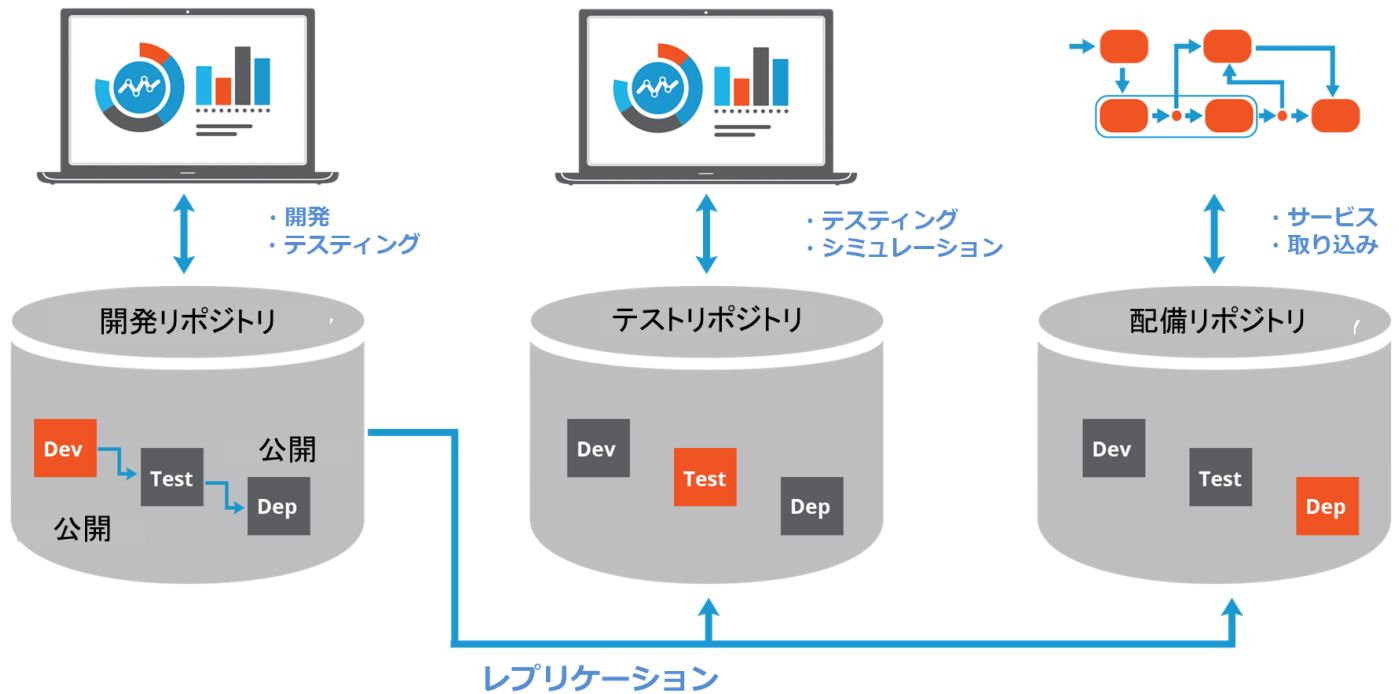 ・開発
・テスティング
・テスティング
・シミュレーション
・サービス
・取り込み
開発リポジトリ
テストリポジトリ
配備リポジトリ
Dev
Test
Dep
公開
公開
Dev
Test
Dep
Dev
Test
Dep
レプリケーション